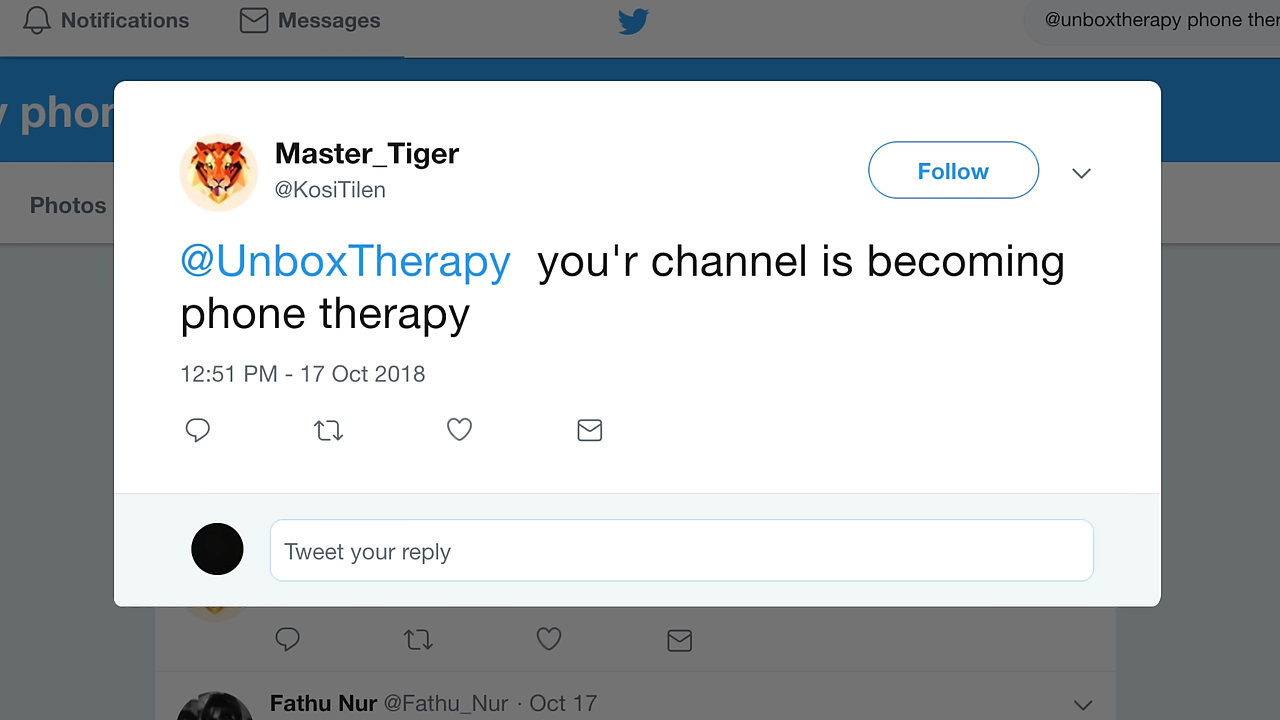 Notifications
Messages
@unboxtherapy phone ther
y phon
Photos
Master_Tiger
@KosiTilen
Follow
@UnboxTherapy you'r channel is becoming
phone therapy
12:51 PM - 17 Oct 2018
Tweet your reply
Fathu Nur @Fathu_Nur · Oct 17